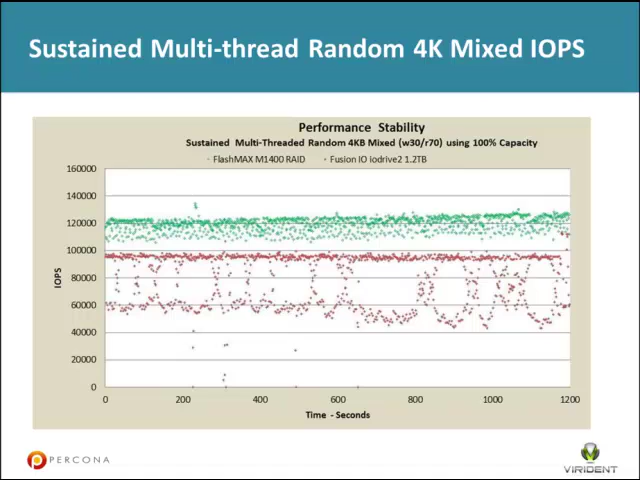 Sustained Multi-thread Random 4K Mixed IOPS
Performance Stability
Sustained Multi-Threaded Random 4KB Mixed (w30/r70) using 100% Capacity
FlashMAX M1400 RAID Fusion IO iodrive2 1.2TB
160000
140000
120000
100000
80000
60000
40000
20000
0
IOPS
0 200 400 600 800 1000 1200
Time - Seconds
PERCONA
VIRIDENT